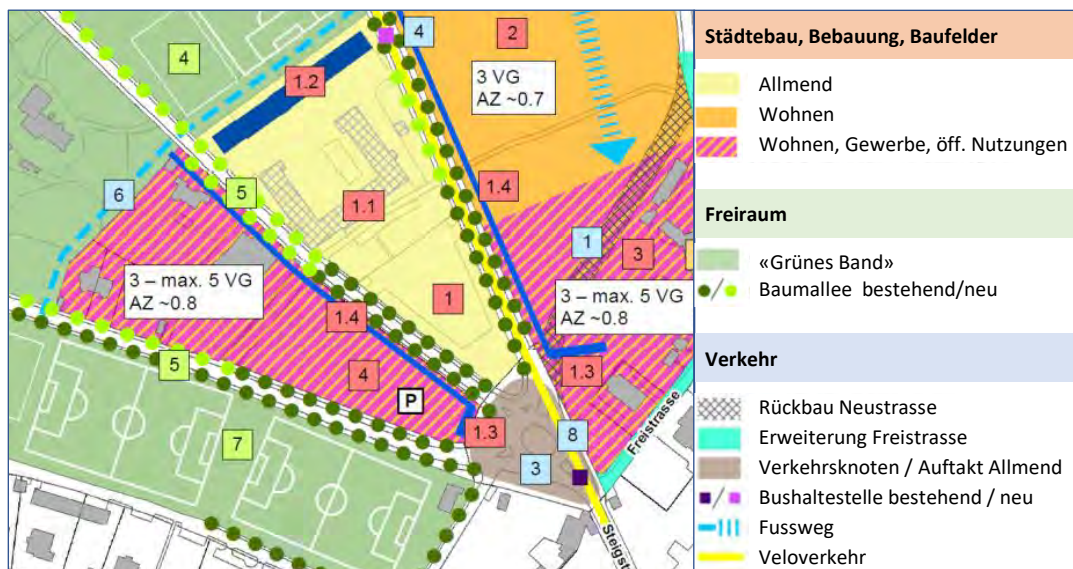 4
4
2
3 VG
AZ ~0.7
1.2
6
5
1.1
1.4
1
3
3 – max. 5 VG
AZ ~0.8
3 – max. 5 VG
AZ ~0.8
1
1.4
5
4
P
1.3
1.3
7
3
8
Freistrasse
Steigst
Städtebau, Bebauung, Baufelder
Allmend
Wohnen
Wohnen, Gewerbe, öff. Nutzungen
Freiraum
«Grünes Band»
/ Baumallee bestehend/neu
Verkehr
Rückbau Neustrasse
Erweiterung Freistrasse
Verkehrsknoten / Auftakt Allmend
/ Bushaltestelle bestehend / neu
Fussweg
Veloverkehr